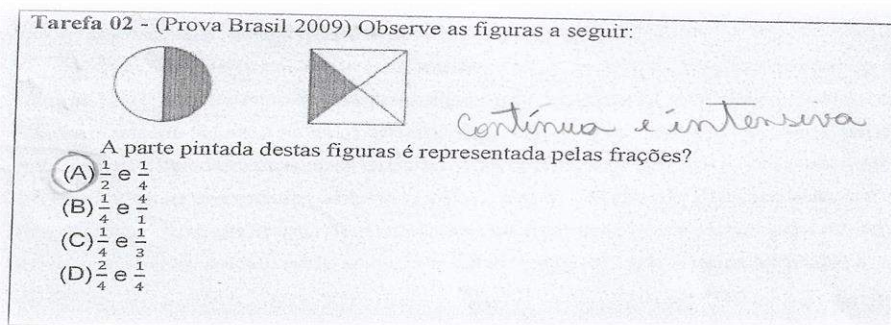 Tarefa 02 - (Prova Brasil 2009) Observe as figuras a seguir:
Contínua e intensiva
A parte pintada destas figuras é representada pelas frações?
(A) 1/2 e 1/4
(B) 1/4 e 4/1
(C) 1/4 e 1/3
(D) 2/4 e 1/4